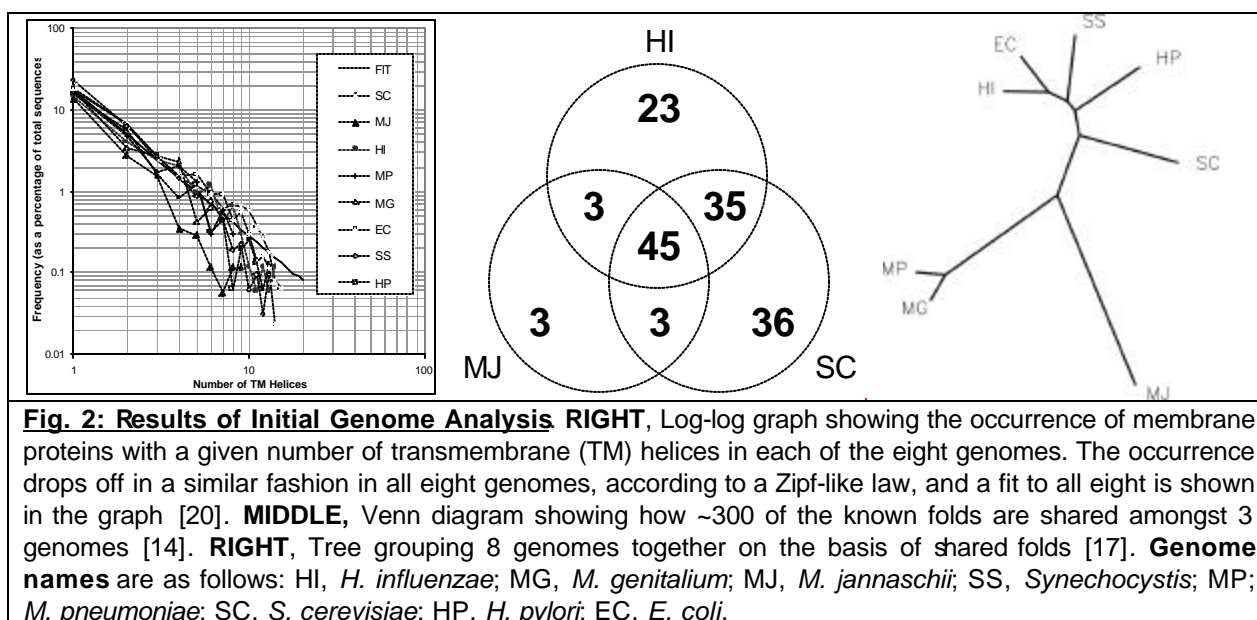 100
10
1
0.1
0.01
1
10
100
Frequency (as a percentage of total sequences
Number of TM Helices
FIT
SC
MJ
HI
MP
MG
EC
SS
HP
HI
23
3
35
45
3
3
36
MJ
SC
SS
EC
HP
HI
SC
MP
MG
MJ
Fig. 2: Results of Initial Genome Analysis. RIGHT, Log-log graph showing the occurrence of membrane
proteins with a given number of transmembrane (TM) helices in each of the eight genomes. The occurrence
drops off in a similar fashion in all eight genomes, according to a Zipf-like law, and a fit to all eight is shown
in the graph [20]. MIDDLE, Venn diagram showing how ~300 of the known folds are shared amongst 3
genomes [14]. RIGHT, Tree grouping 8 genomes together on the basis of shared folds [17]. Genome
names are as follows: HI, H. influenzae; MG, M. genitalium; MJ, M. jannaschii; SS, Synechocystis; MP;
M. pneumoniae; SC, S. cerevisiae; HP, H. pylori; EC, E. coli.